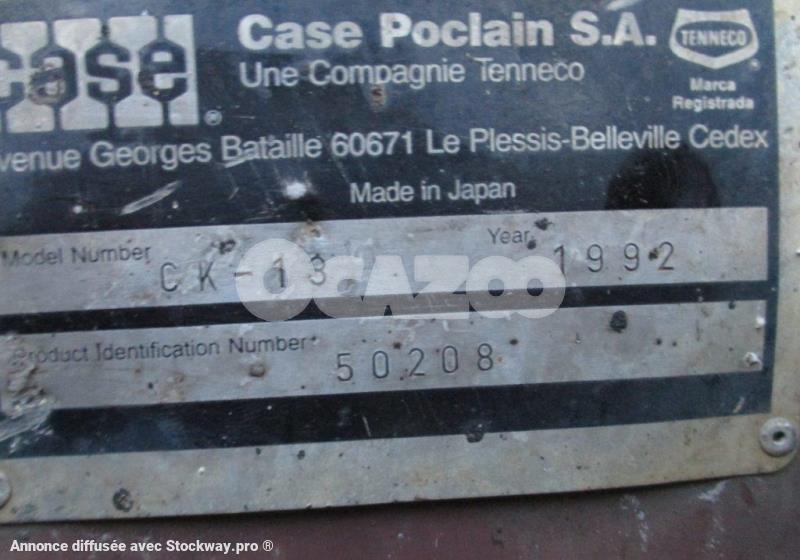 case
®
Case Poclain S.A.
Une Compagnie Tenneco
TENNECO
®
Marca
Registrada
venue Georges Bataille 60671 Le Plessis-Belleville Cedex
Made in Japan
Model Number CK-13 Year 1992
OCAZOO
Product Identification Number 50208
Annonce diffusée avec Stockway.pro ®